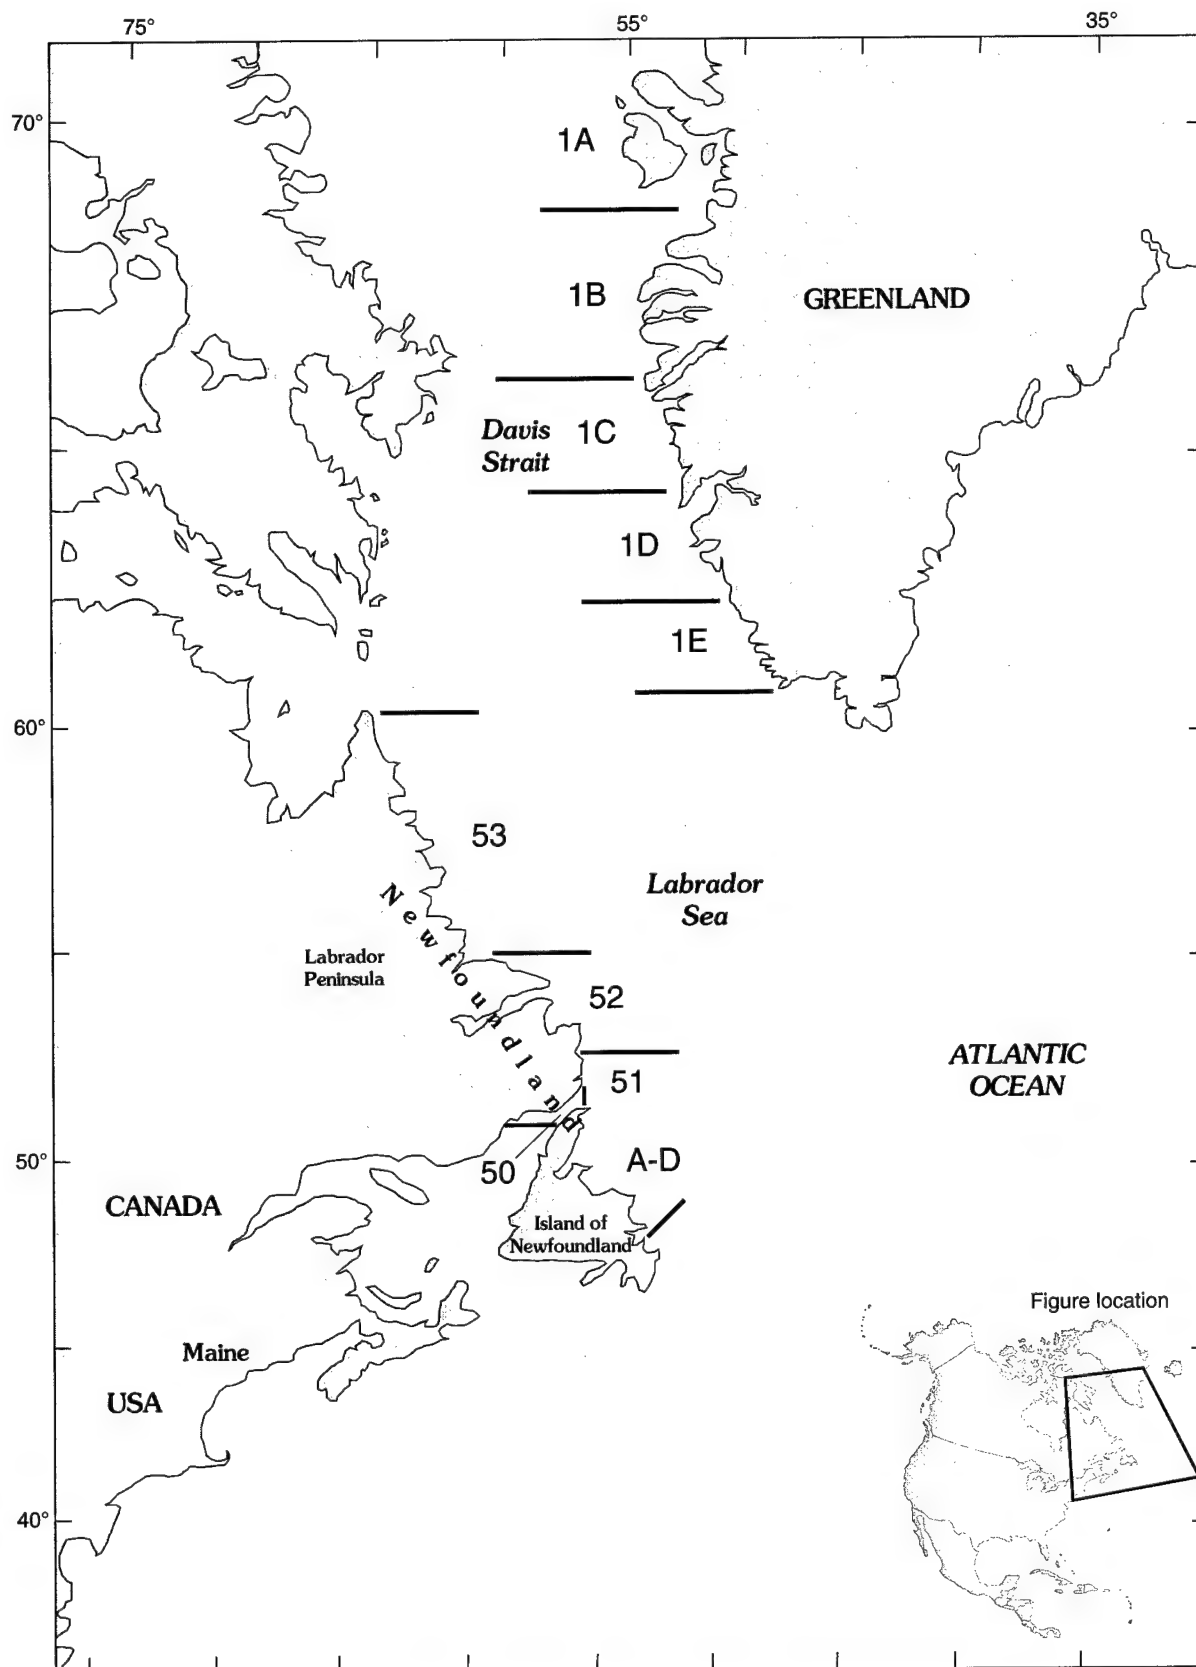 75°
55°
35°
70°
1A
1B
GREENLAND
Davis
Strait
1C
1D
1E
60°
53
Labrador
Sea
Newfoundland
Labrador
Peninsula
52
51
ATLANTIC
OCEAN
50°
50
A-D
CANADA
Island of
Newfoundland
Figure location
Maine
USA
40°